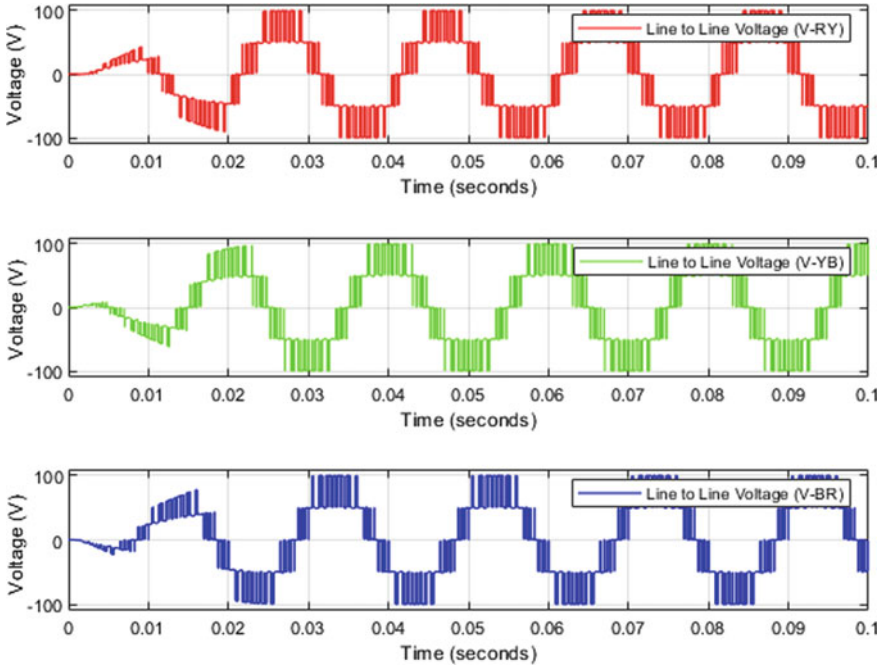 100
Line to Line Voltage (V-RY)
Voltage (V)
0
-100
0 0.01 0.02 0.03 0.04 0.05 0.06 0.07 0.08 0.09 0.1
Time (seconds)
100
Line to Line Voltage (V-YB)
Voltage (V)
0
-100
0 0.01 0.02 0.03 0.04 0.05 0.06 0.07 0.08 0.09 0.1
Time (seconds)
100
Line to Line Voltage (V-BR)
Voltage (V)
0
-100
0 0.01 0.02 0.03 0.04 0.05 0.06 0.07 0.08 0.09 0.1
Time (seconds)